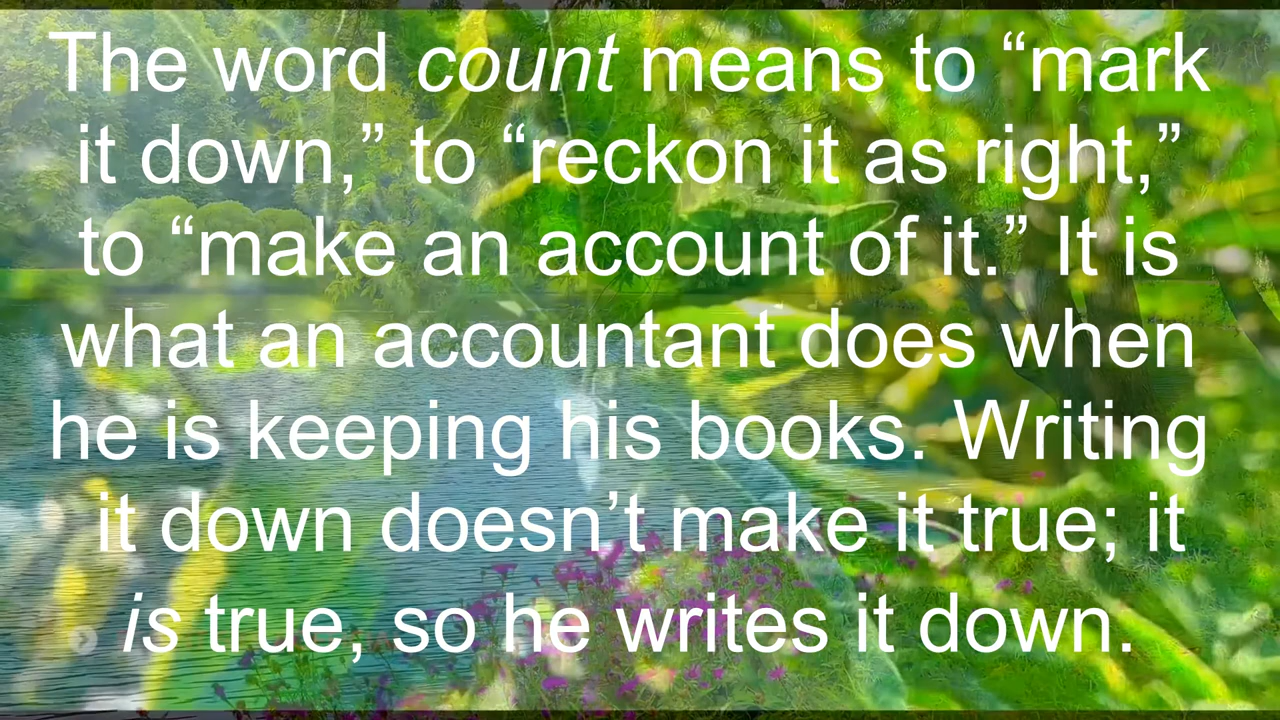 The word count means to “mark
it down,” to “reckon it as right,”
to “make an account of it.” It is
what an accountant does when
he is keeping his books. Writing
it down doesn’t make it true; it
is true, so he writes it down.